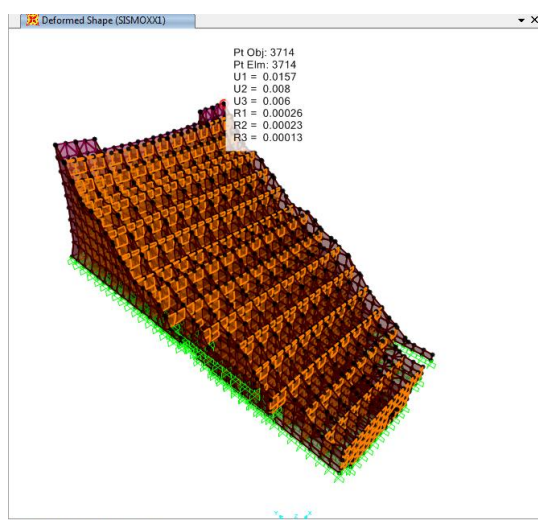 Deformed Shape (SISMOXX1)
Pt Obj: 3714
Pt Elm: 3714
U1 = 0.0157
U2 = 0.008
U3 = 0.006
R1 = 0.00026
R2 = 0.00023
R3 = 0.00013